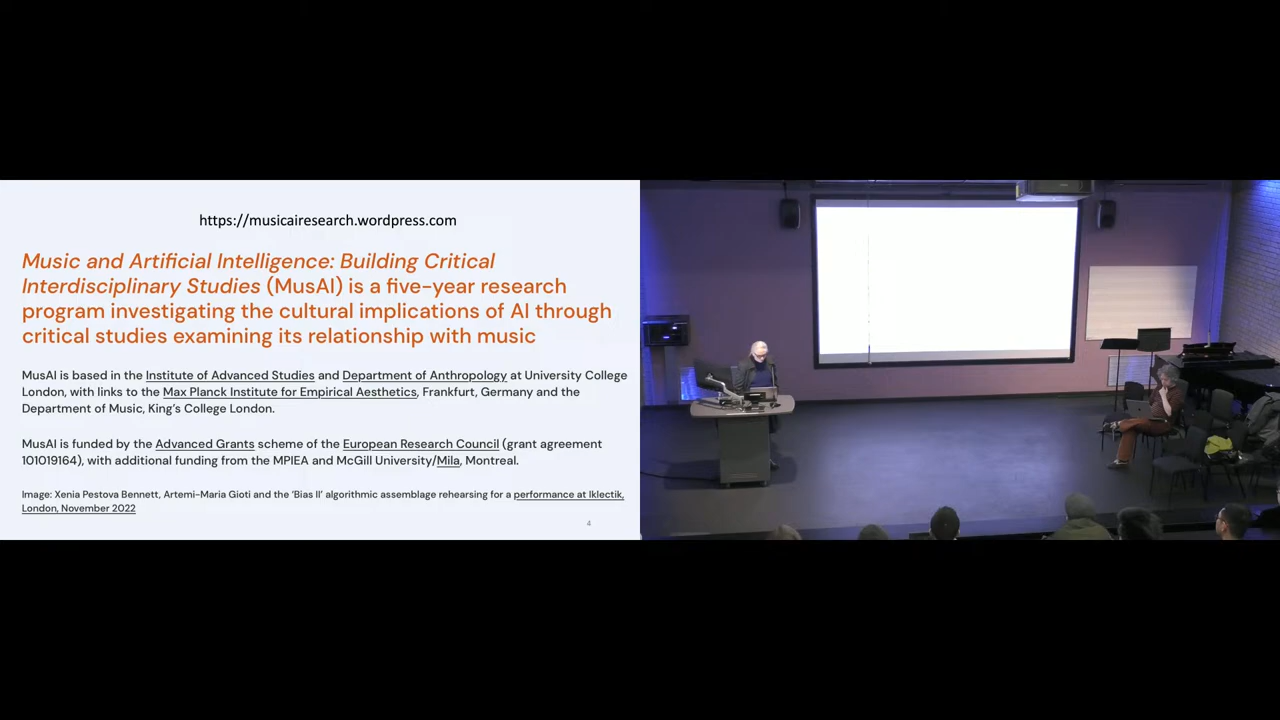 https://musicairesearch.wordpress.com
Music and Artificial Intelligence: Building Critical
Interdisciplinary Studies (MusAI) is a five-year research
program investigating the cultural implications of AI through
critical studies examining its relationship with music
MusAI is based in the Institute of Advanced Studies and Department of Anthropology at University College
London, with links to the Max Planck Institute for Empirical Aesthetics, Frankfurt, Germany and the
Department of Music, King's College London.
MusAI is funded by the Advanced Grants scheme of the European Research Council (grant agreement
101019164), with additional funding from the MPIEA and McGill University/Mila, Montreal.
Image: Xenia Pestova Bennett, Artemi-Maria Gioti and the ‘Bias II’ algorithmic assemblage rehearsing for a performance at Iklectik,
London, November 2022
4